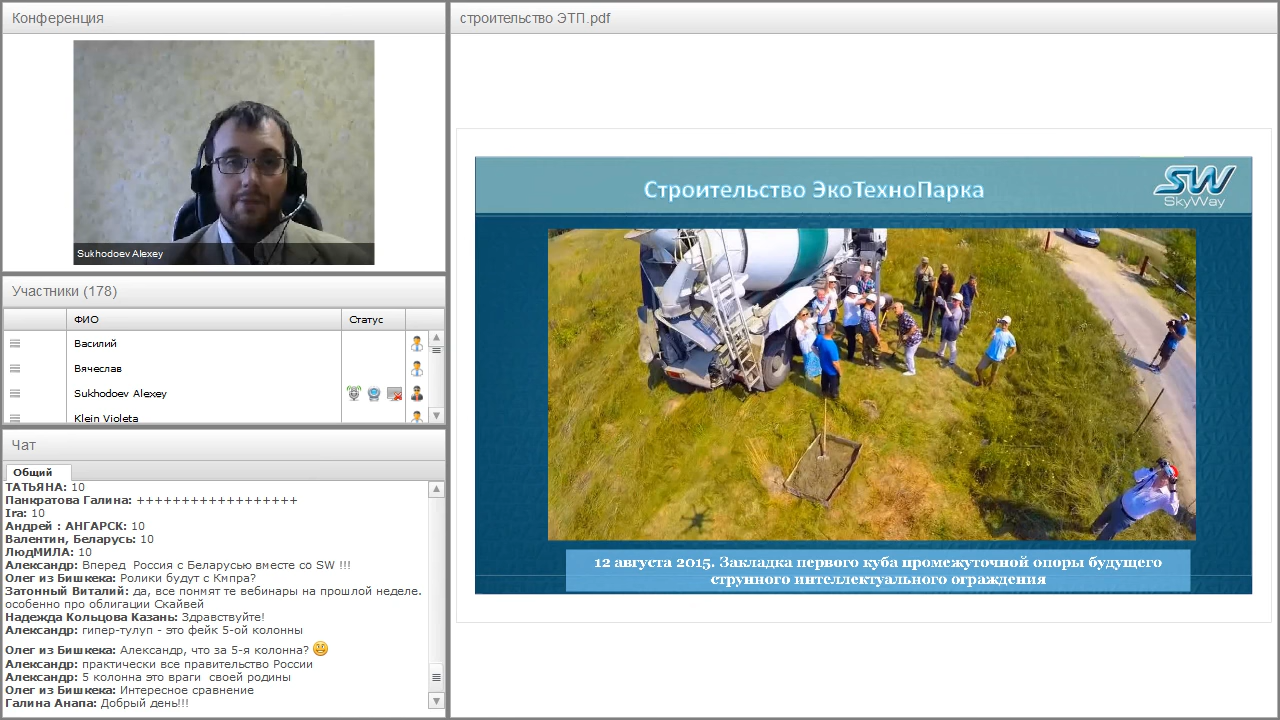 Конференция
Sukhodoev Alexey
Участники (178)
ФИО
Статус
Василий
Вячеслав
Sukhodoev Alexey
Klein Violeta
Чат
Общий
ТАТЬЯНА: 10
Панкратова Галина: ++++++++++++++++++
Ira: 10
Андрей : АНГАРСК: 10
Валентин, Беларусь: 10
ЛюдМИЛА: 10
Александр: Вперед  Россия с Беларусью вместе со SW !!!
Олег из Бишкека: Ролики будут с Кипра?
Затонный Виталий: да, все понмят те вебинары на прошлой неделе.
особенно про облигации Скайвей
Надежда Кольцова Казань: Здравствуйте!
Александр: гипер-тулуп - это фейк 5-ой колонны
Олег из Бишкека: Александр, что за 5-я колонна?
Александр: практически все правительство России
Александр: 5 колонна это враги  своей родины
Олег из Бишкека: Интересное сравнение
Галина Анапа: Добрый день!!!
строительство ЭТП.pdf
Строительство ЭкоТехноПарка
SW
SkyWay
12 августа 2015. Закладка первого куба промежуточной опоры будущего
струнного интеллектуального ограждения